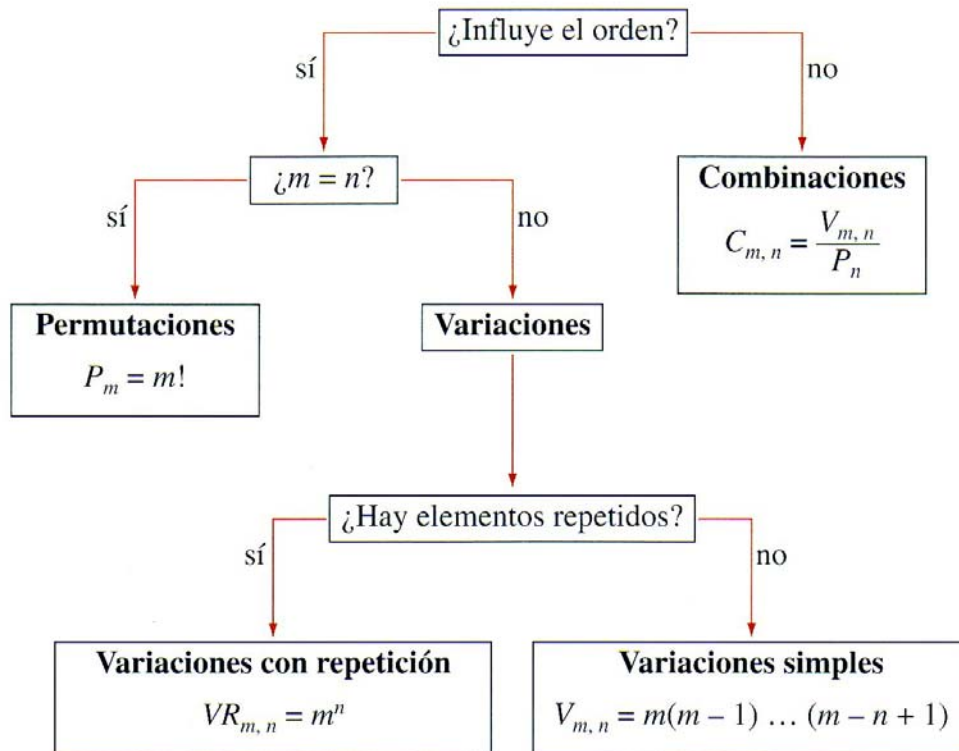 ¿Influye el orden?
sí
no
¿m = n?
Combinaciones
C_{m, n} = \frac{V_{m, n}}{P_n}
sí
no
Permutaciones
P_m = m!
Variaciones
¿Hay elementos repetidos?
sí
no
Variaciones con repetición
VR_{m, n} = m^n
Variaciones simples
V_{m, n} = m(m – 1) … (m – n + 1)